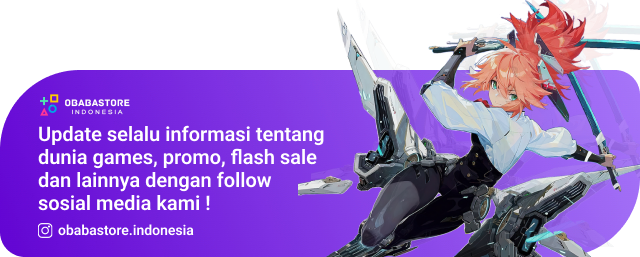 OBABASTORE
INDONESIA
Update selalu informasi tentang
dunia games, promo, flash sale
dan lainnya dengan follow
sosial media kami !
obabastore.indonesia